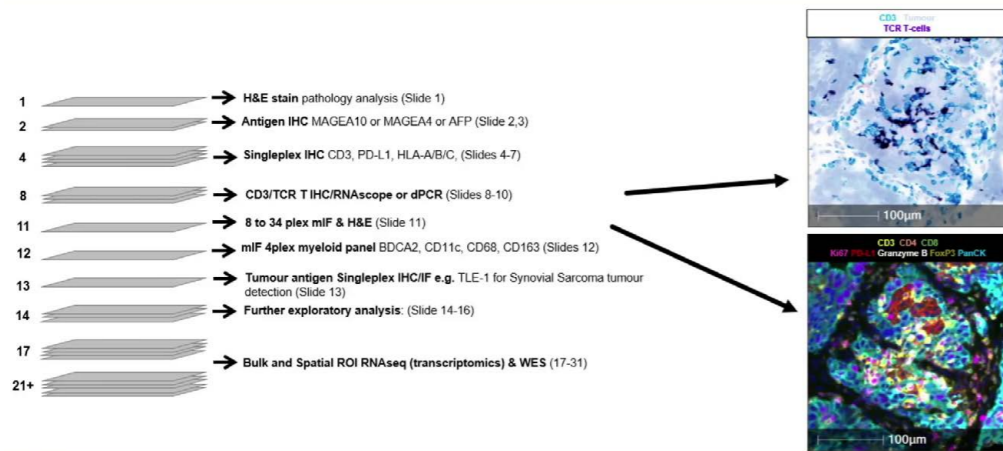 1
H&E stain pathology analysis (Slide 1)
2
Antigen IHC MAGEA10 or MAGEA4 or AFP (Slide 2,3)
4
Singleplex IHC CD3, PD-L1, HLA-A/B/C, (Slides 4-7)
8
CD3/TCR T IHC/RNAscope or dPCR (Slides 8-10)
11
8 to 34 plex mIF & H&E (Slide 11)
12
mIF 4plex myeloid panel BDCA2, CD11c, CD68, CD163 (Slides 12)
13
Tumour antigen Singleplex IHC/IF e.g. TLE-1 for Synovial Sarcoma tumour
detection (Slide 13)
14
Further exploratory analysis: (Slide 14-16)
17
Bulk and Spatial ROI RNAseq (transcriptomics) & WES (17-31)
21+
CD3 Tumour
TCR T-cells
100µm
CD3 CD4 CD8
Ki67 PD-L1 Granzyme B FoxP3 PanCK
100µm